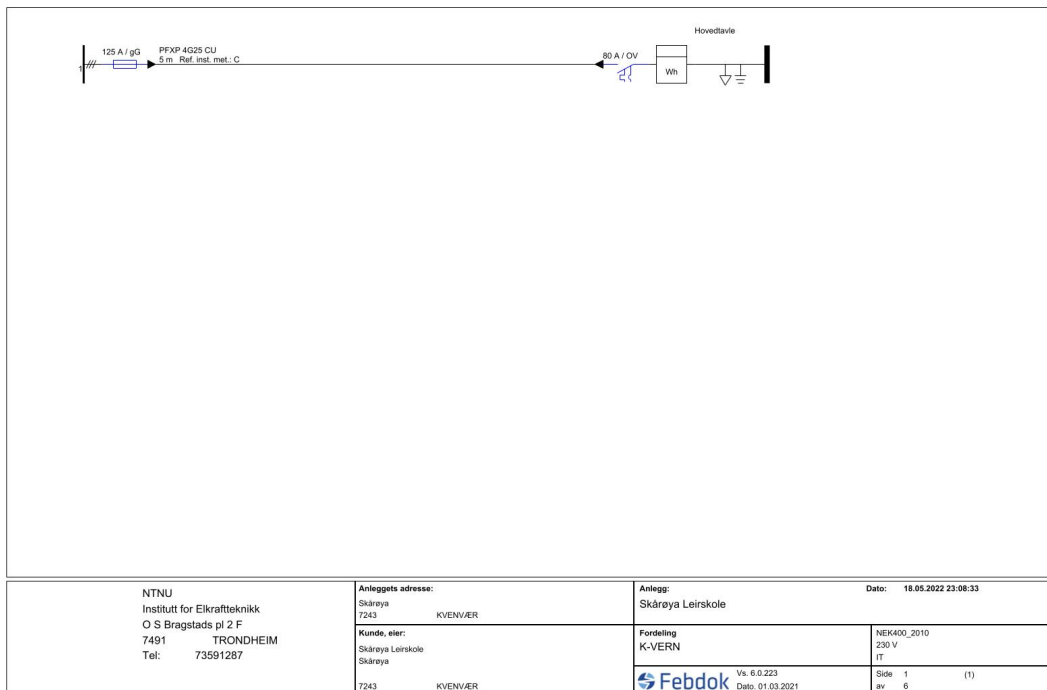 Hovedtavle
125 A / gG
PFXP 4G25 CU
5 m Ref. inst. met.: C
80 A / OV
1
Wh
NTNU
Institutt for Elkraftteknikk
O S Bragstads pl 2 F
7491 TRONDHEIM
Tel: 73591287
Anleggets adresse:
Skårøya
7243 KVENVÆR
Kunde, eier:
Skårøya Leirskole
Skårøya
7243 KVENVÆR
Anlegg:
Skårøya Leirskole
Dato: 18.05.2022 23:08:33
Fordeling
K-VERN
NEK400_2010
230 V
IT
Febdok
Vs. 6.0.223
Dato. 01.03.2021
Side 1 (1)
av 6